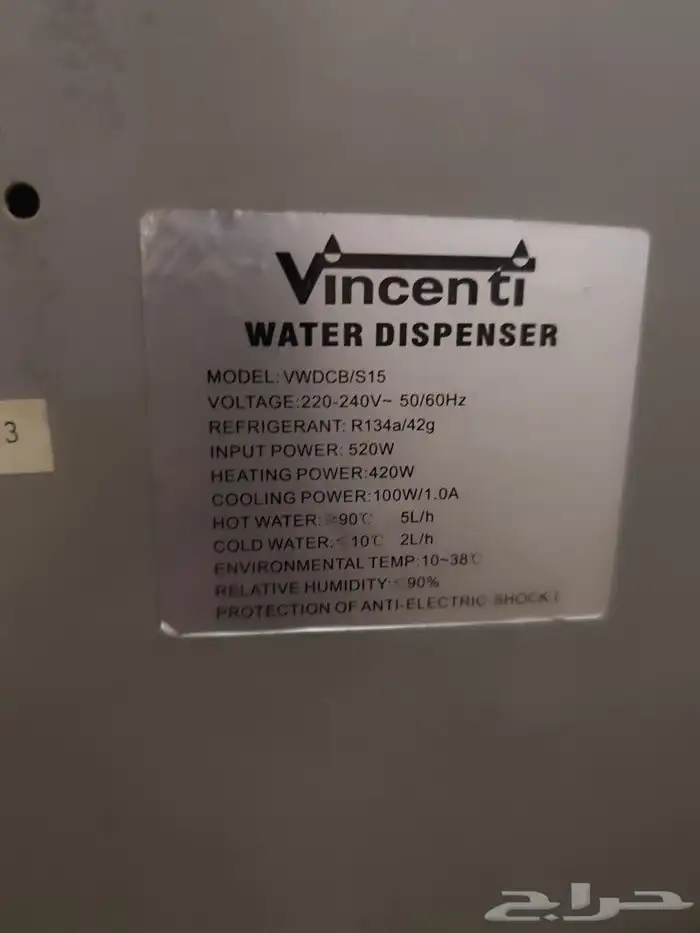 Vincenti
WATER DISPENSER
MODEL: VWDCB/S15
VOLTAGE:220-240V~ 50/60Hz
REFRIGERANT: R134a/42g
INPUT POWER: 520W
HEATING POWER:420W
COOLING POWER:100W/1.0A
HOT WATER: ≥90℃ 5L/h
COLD WATER:≤10℃ 2L/h
ENVIRONMENTAL TEMP:10~38℃
RELATIVE HUMIDITY:≤90%
PROTECTION OF ANTI-ELECTRIC SHOCK I
3
حراج